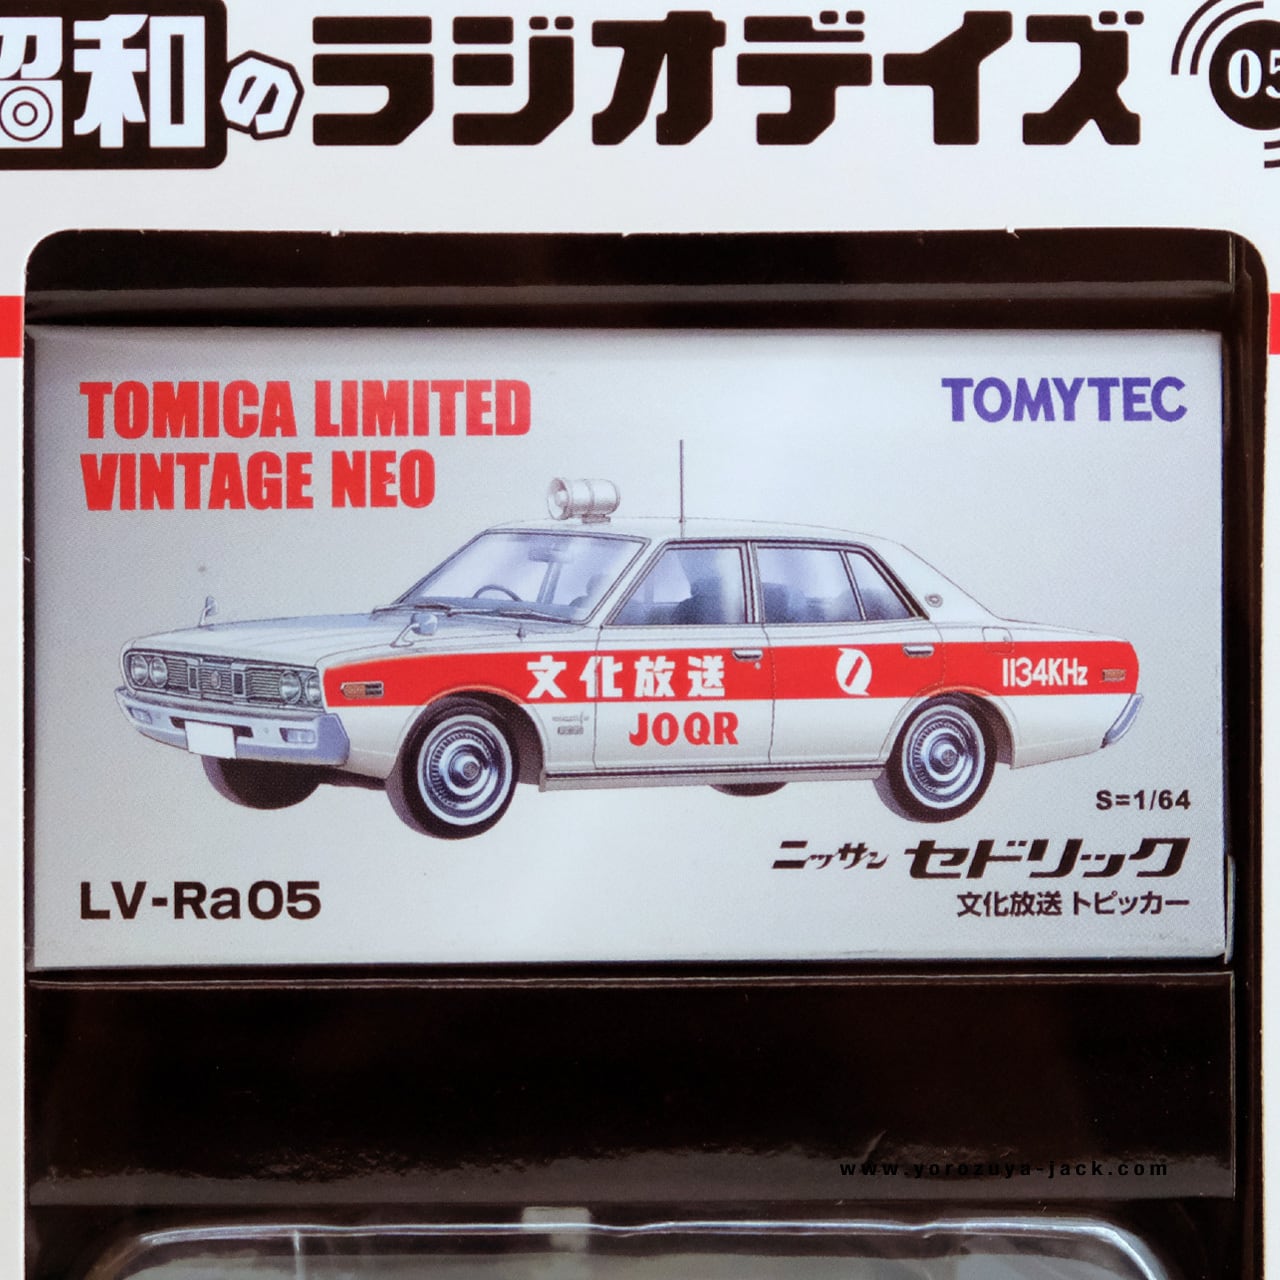 昭和のラジオデイズ
05
TOMICA LIMITED
VINTAGE NEO
TOMYTEC
文化放送
JOQR
1134KHz
S=1/64
ニッサン セドリック
文化放送 トピッカー
LV-Ra05
www.yorozuya-jack.com